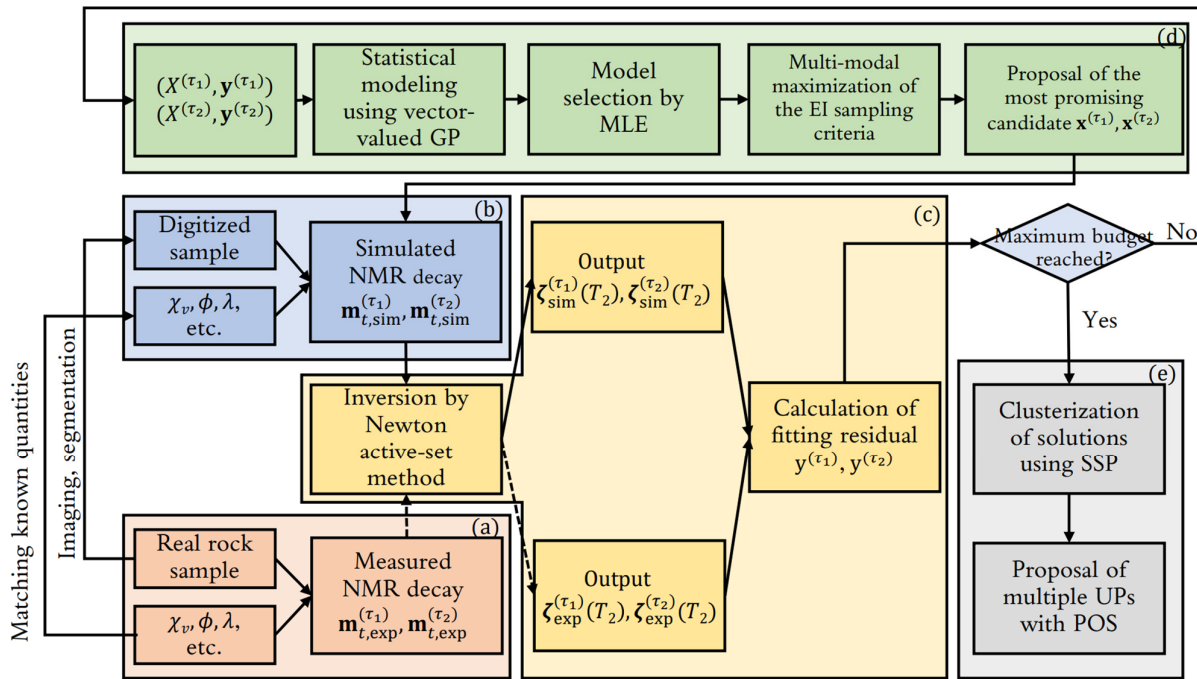 (d)
(X^(τ₁), y^(τ₁))
(X^(τ₂), y^(τ₂))
Statistical
modeling
using vector-
valued GP
Model
selection by
MLE
Multi-modal
maximization of
the EI sampling
criteria
Proposal of the
most promising
candidate x^(τ₁), x^(τ₂)
(b)
Digitized
sample
χᵥ, ϕ, λ,
etc.
Simulated
NMR decay
m_{t,sim}^(τ₁), m_{t,sim}^(τ₂)
(c)
Output
ζ_sim^(τ₁)(T₂), ζ_sim^(τ₂)(T₂)
Maximum budget
reached?
No
Yes
Matching known quantities
Imaging, segmentation
Inversion by
Newton
active-set
method
Calculation of
fitting residual
y^(τ₁), y^(τ₂)
(e)
Clusterization
of solutions
using SSP
(a)
Real rock
sample
χᵥ, ϕ, λ,
etc.
Measured
NMR decay
m_{t,exp}^(τ₁), m_{t,exp}^(τ₂)
Output
ζ_exp^(τ₁)(T₂), ζ_exp^(τ₂)(T₂)
Proposal of
multiple UPs
with POS